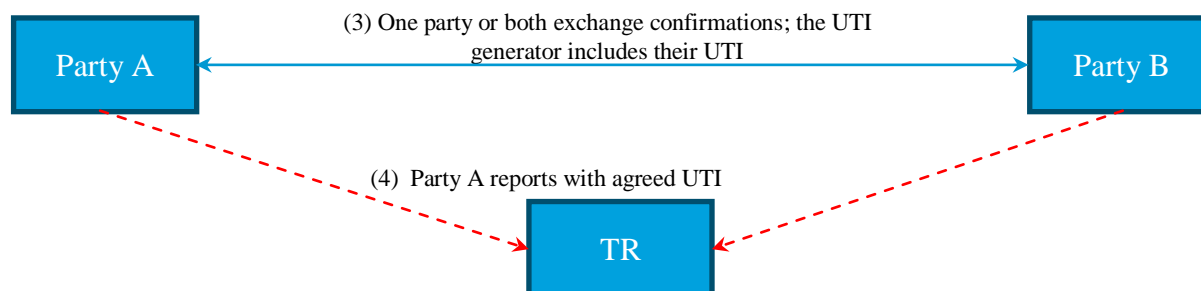 (3) One party or both exchange confirmations; the UTI
generator includes their UTI
Party A
Party B
(4) Party A reports with agreed UTI
TR